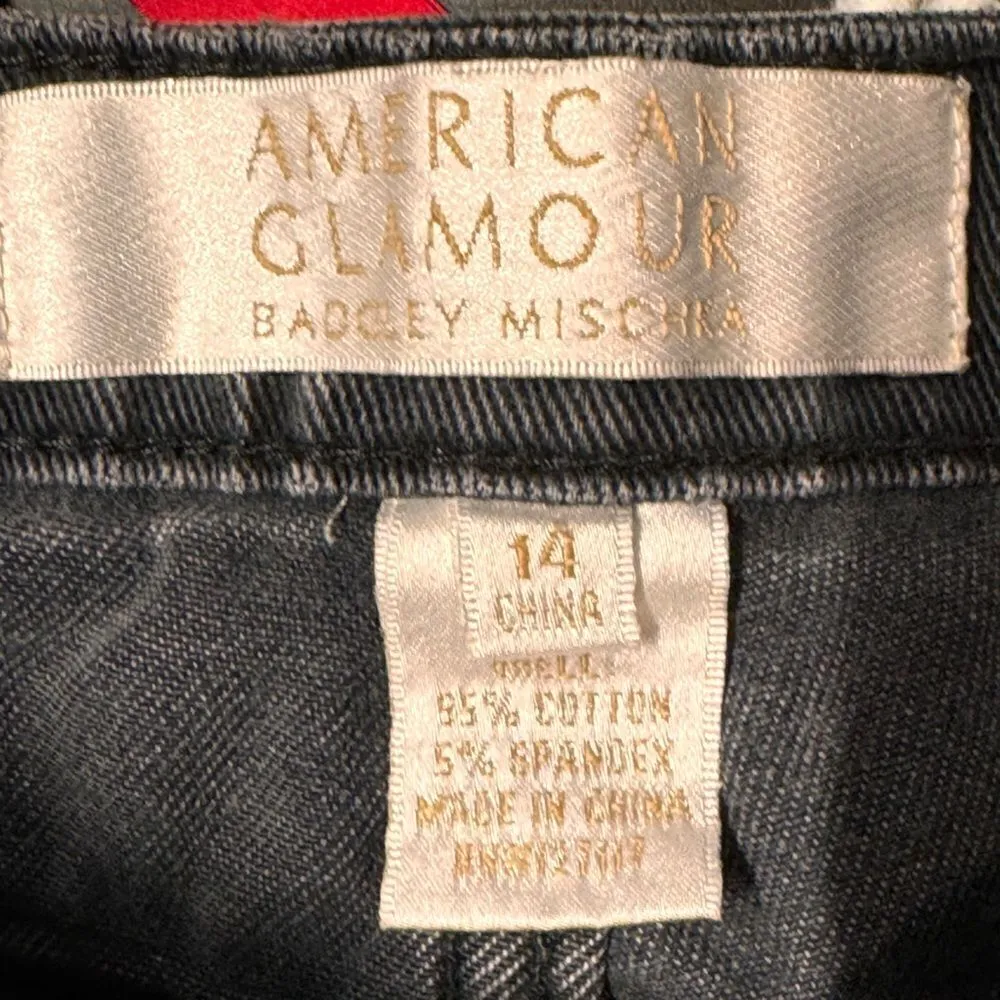 AMERICAN
GLAMOUR
BADGLEY MISCHKA
14
CHINA
SHELL:
95% COTTON
5% SPANDEX
MADE IN CHINA